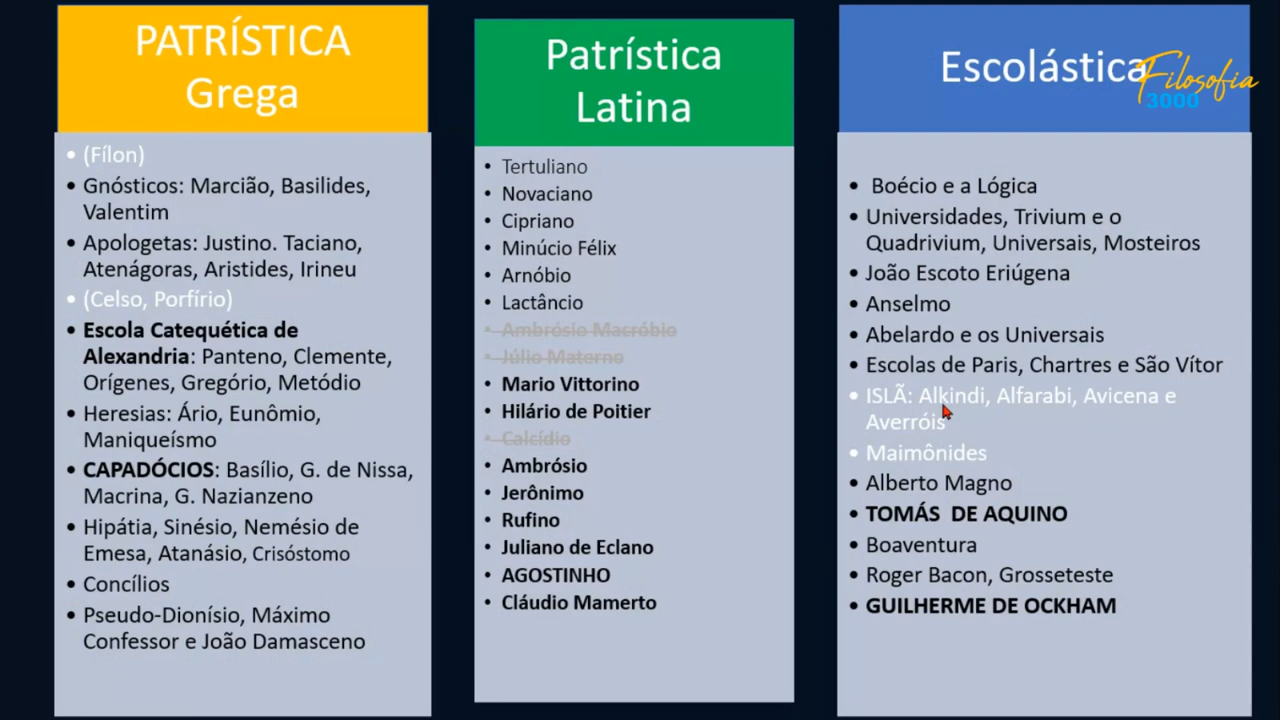 PATRÍSTICA
Grega
• (Fílon)
• Gnósticos: Marcião, Basilides,
Valentim
• Apologetas: Justino. Taciano,
Atenágoras, Aristides, Irineu
• (Celso, Porfírio)
• Escola Catequética de
Alexandria: Panteno, Clemente,
Orígenes, Gregório, Metódio
• Heresias: Ário, Eunômio,
Maniqueísmo
• CAPADÓCIOS: Basílio, G. de Nissa,
Macrina, G. Nazianzeno
• Hipátia, Sinésio, Nemésio de
Emesa, Atanásio, Crisóstomo
• Concílios
• Pseudo-Dionísio, Máximo
Confessor e João Damasceno
Patrística
Latina
• Tertuliano
• Novaciano
• Cipriano
• Minúcio Félix
• Arnóbio
• Lactâncio
• Ambrósio Macróbio
• Júlio Materno
• Mario Vittorino
• Hilário de Poitier
• Calcídio
• Ambrósio
• Jerônimo
• Rufino
• Juliano de Eclano
• AGOSTINHO
• Cláudio Mamerto
Escolástica
Filosofia
3000
• Boécio e a Lógica
• Universidades, Trivium e o
Quadrivium, Universais, Mosteiros
• João Escoto Eriúgena
• Anselmo
• Abelardo e os Universais
• Escolas de Paris, Chartres e São Vítor
• ISLÃ: Alkindi, Alfarabi, Avicena e
Averróis
• Maimônides
• Alberto Magno
• TOMÁS DE AQUINO
• Boaventura
• Roger Bacon, Grosseteste
• GUILHERME DE OCKHAM